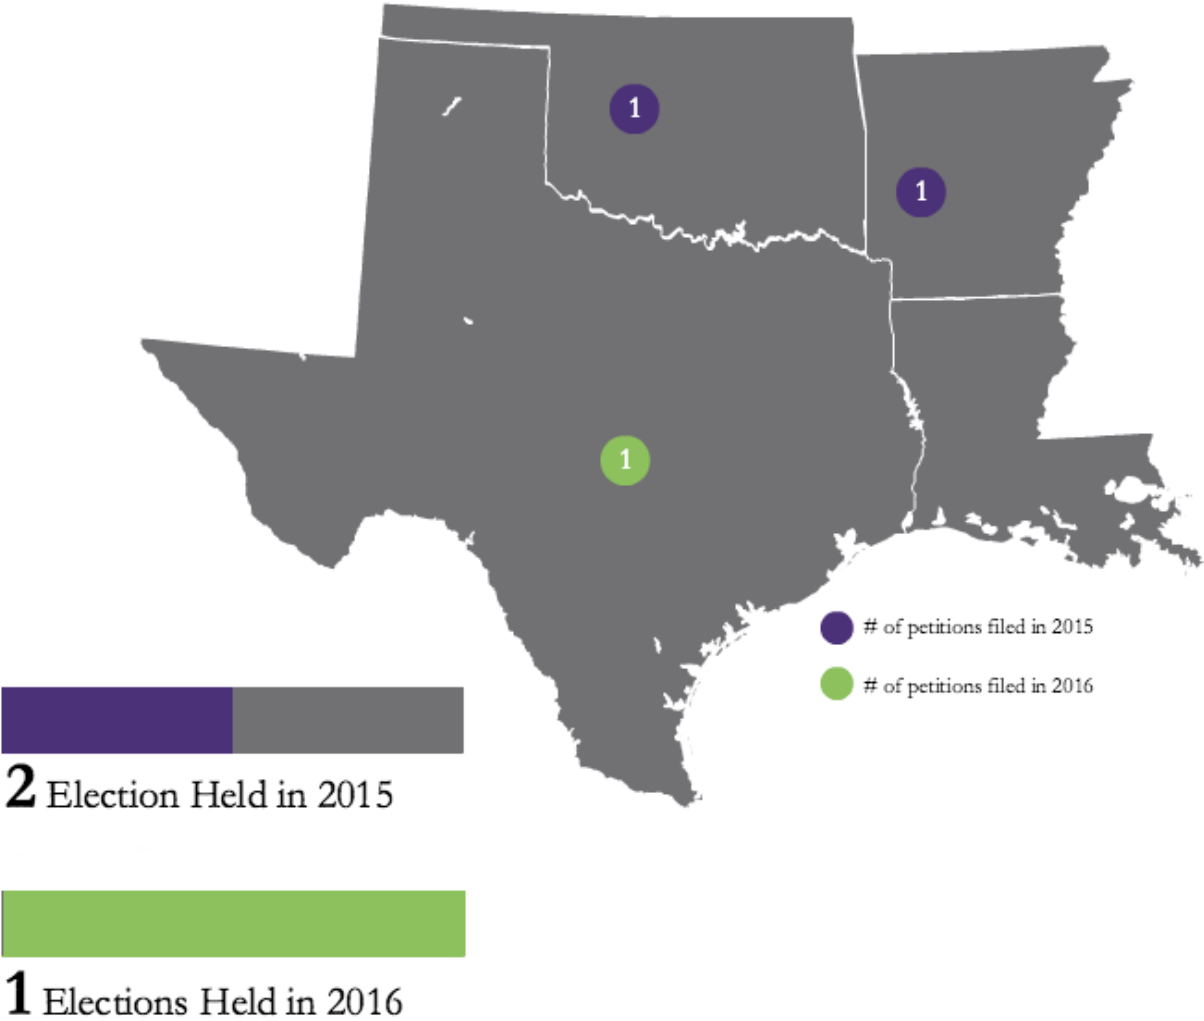 1
1
1
# of petitions filed in 2015
# of petitions filed in 2016
2 Election Held in 2015
1 Elections Held in 2016